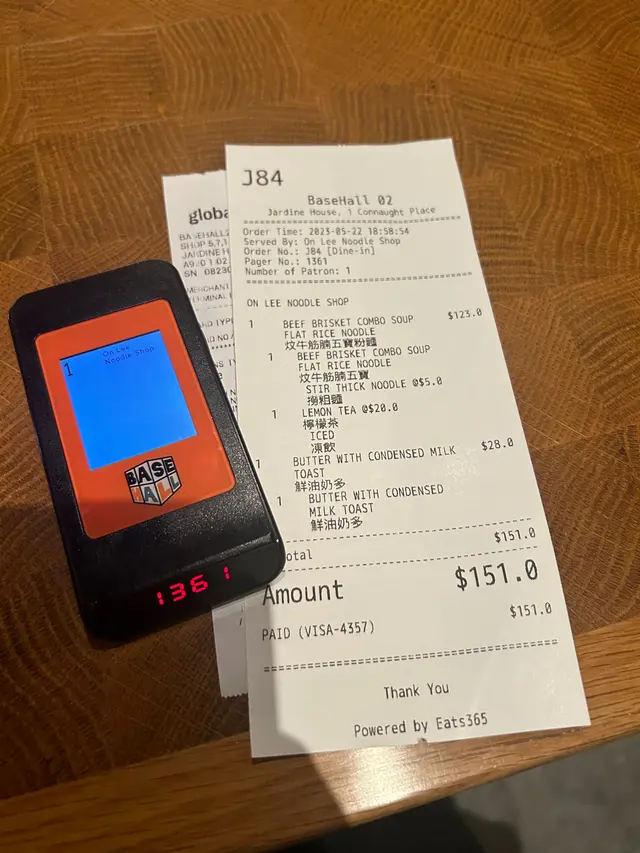 J84
BaseHall 02
Jardine House, 1 Connaught Place
Order Time: 2023-05-22 18:58:54
Served By: On Lee Noodle Shop
Order No.: J84 [Dine-in]
Pager No.: 1361
Number of Patron: 1
ON LEE NOODLE SHOP
1 BEEF BRISKET COMBO SOUP $123.0
FLAT RICE NOODLE
炆牛筋腩五寶粉麵
1 BEEF BRISKET COMBO SOUP
FLAT RICE NOODLE
炆牛筋腩五寶
STIR THICK NOODLE @$5.0
撈粗麵
1 LEMON TEA @$20.0
檸檬茶
ICED
凍飲
1 BUTTER WITH CONDENSED MILK $28.0
TOAST
鮮油奶多
1 BUTTER WITH CONDENSED
MILK TOAST
鮮油奶多
otal $151.0
Amount $151.0
PAID (VISA-4357) $151.0
Thank You
Powered by Eats365
globa
BASEHALL
SHOP 5,7,1
JARDINE H
SN 0823
MERCHANT
1
On Lee
Noodle Shop
BASE
HALL
1361